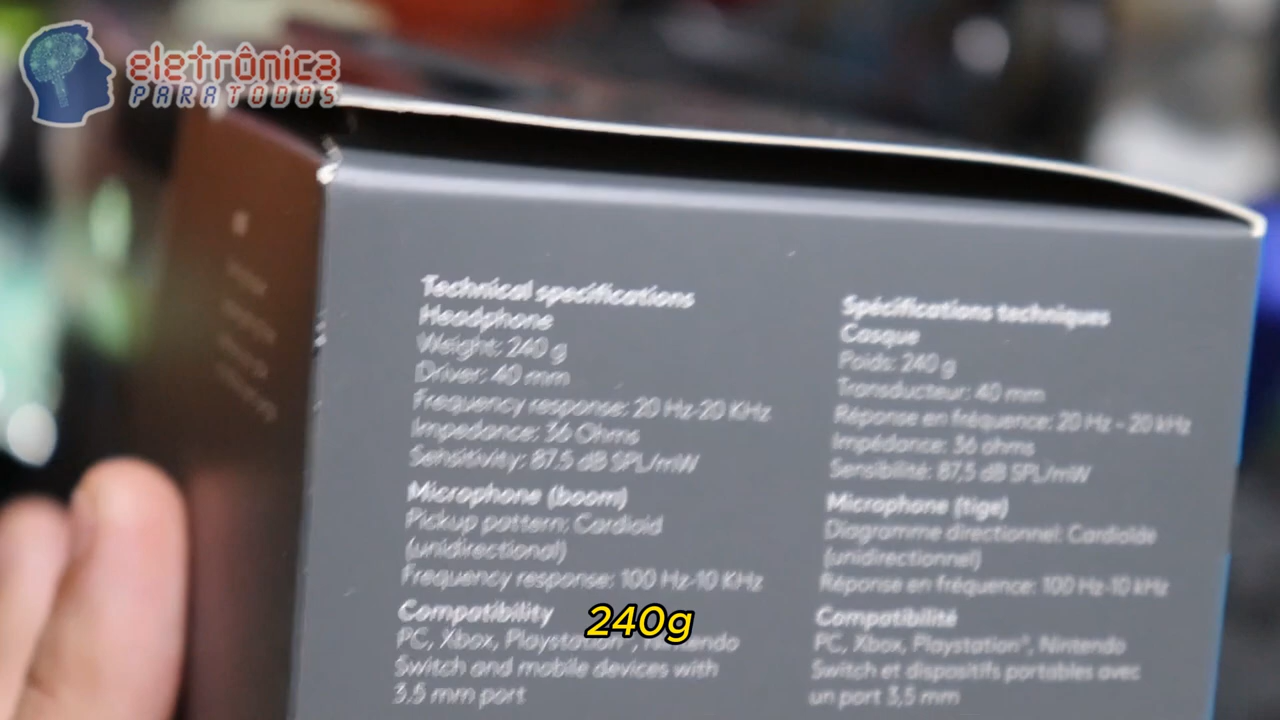 eletrônica
PARATODOS
Technical specifications
Headphone
Weight: 240 g
Driver: 40 mm
Frequency response: 20 Hz-20 KHz
Impedance: 36 Ohms
Sensitivity: 87.5 dB SPL/mW
Microphone (boom)
Pickup pattern: Cardioid
(unidirectional)
Frequency response: 100 Hz-10 KHz
Compatibility
PC, Xbox, Playstation®, Nintendo
Switch and mobile devices with
3.5 mm port
Spécifications techniques
Casque
Poids: 240 g
Transducteur: 40 mm
Réponse en fréquence: 20 Hz - 20 kHz
Impédance: 36 ohms
Sensibilité: 87,5 dB SPL/mW
Microphone (tige)
Diagramme directionnel: Cardioïde
(unidirectionnel)
Réponse en fréquence: 100 Hz-10 kHz
Compatibilité
PC, Xbox, Playstation®, Nintendo
Switch et dispositifs portables avec
un port 3,5 mm
240g